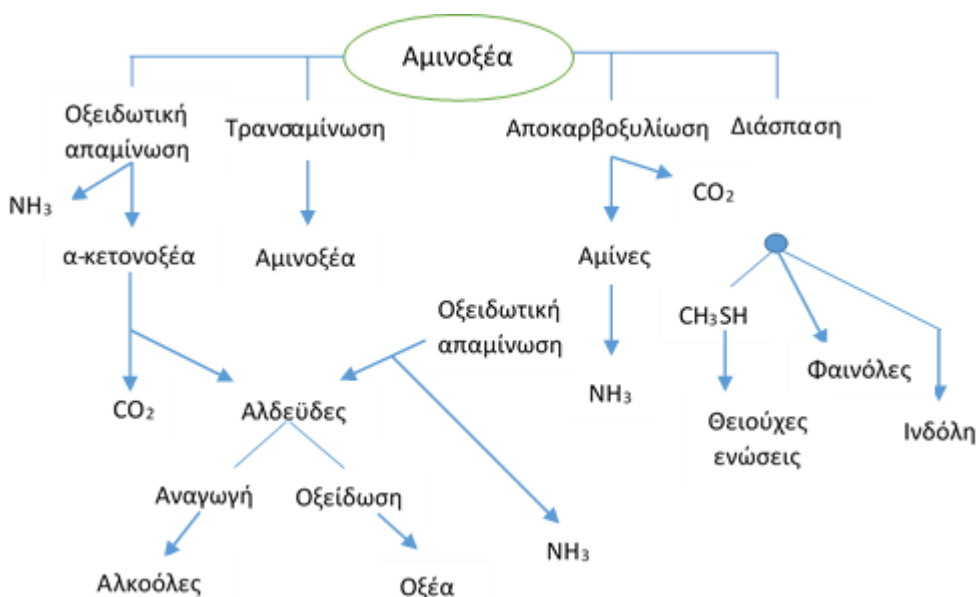 Αμινοξέα
Οξειδωτική
απαμίνωση
Τρανσαμίνωση
Αποκαρβοξυλίωση
Διάσπαση
NH₃
CO₂
α-κετονοξέα
Αμινοξέα
Αμίνες
Οξειδωτική
απαμίνωση
CH₃SH
Φαινόλες
CO₂
Αλδεΰδες
NH₃
Θειούχες
ενώσεις
Ινδόλη
Αναγωγή
Οξείδωση
NH₃
Αλκοόλες
Οξέα